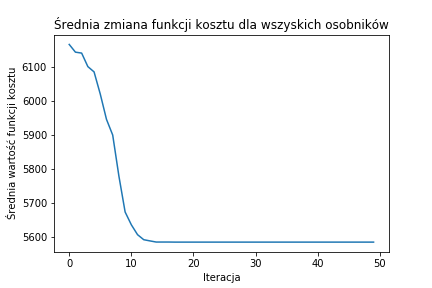 Średnia zmiana funkcji kosztu dla wszyskich osobników
Średnia wartość funkcji kosztu
6100
6000
5900
5800
5700
5600
0 10 20 30 40 50
Iteracja